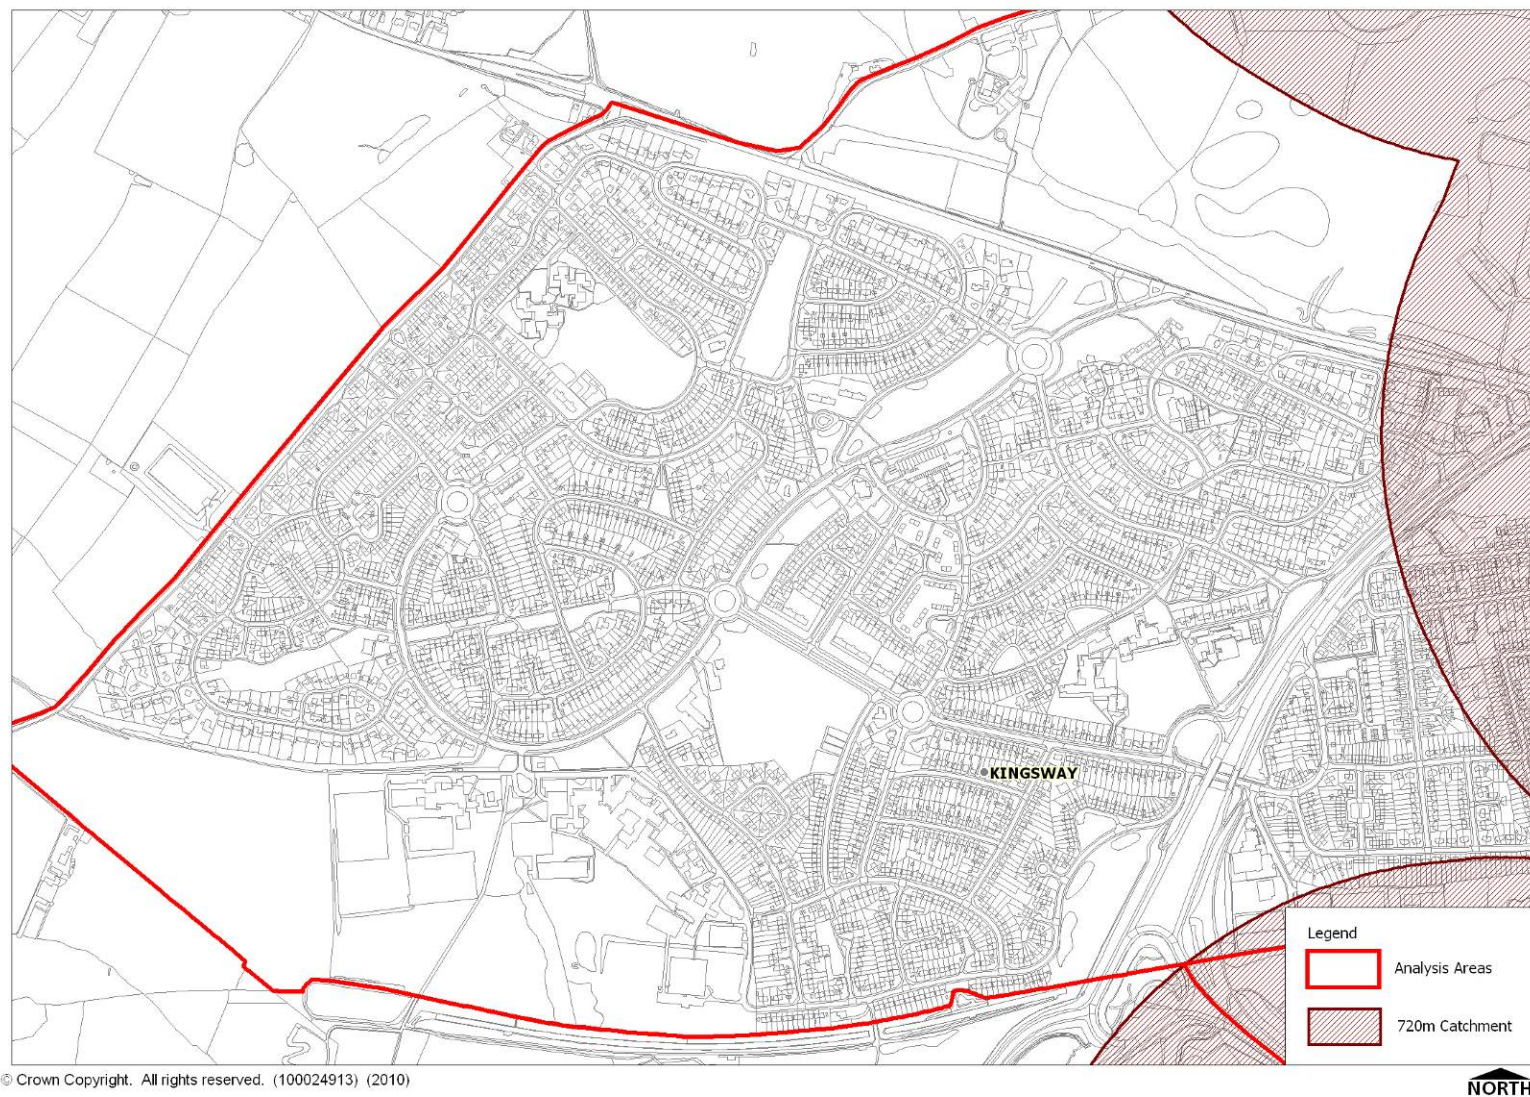 KINGSWAY
Legend
Analysis Areas
720m Catchment
© Crown Copyright. All rights reserved. (100024913) (2010)
NORTH